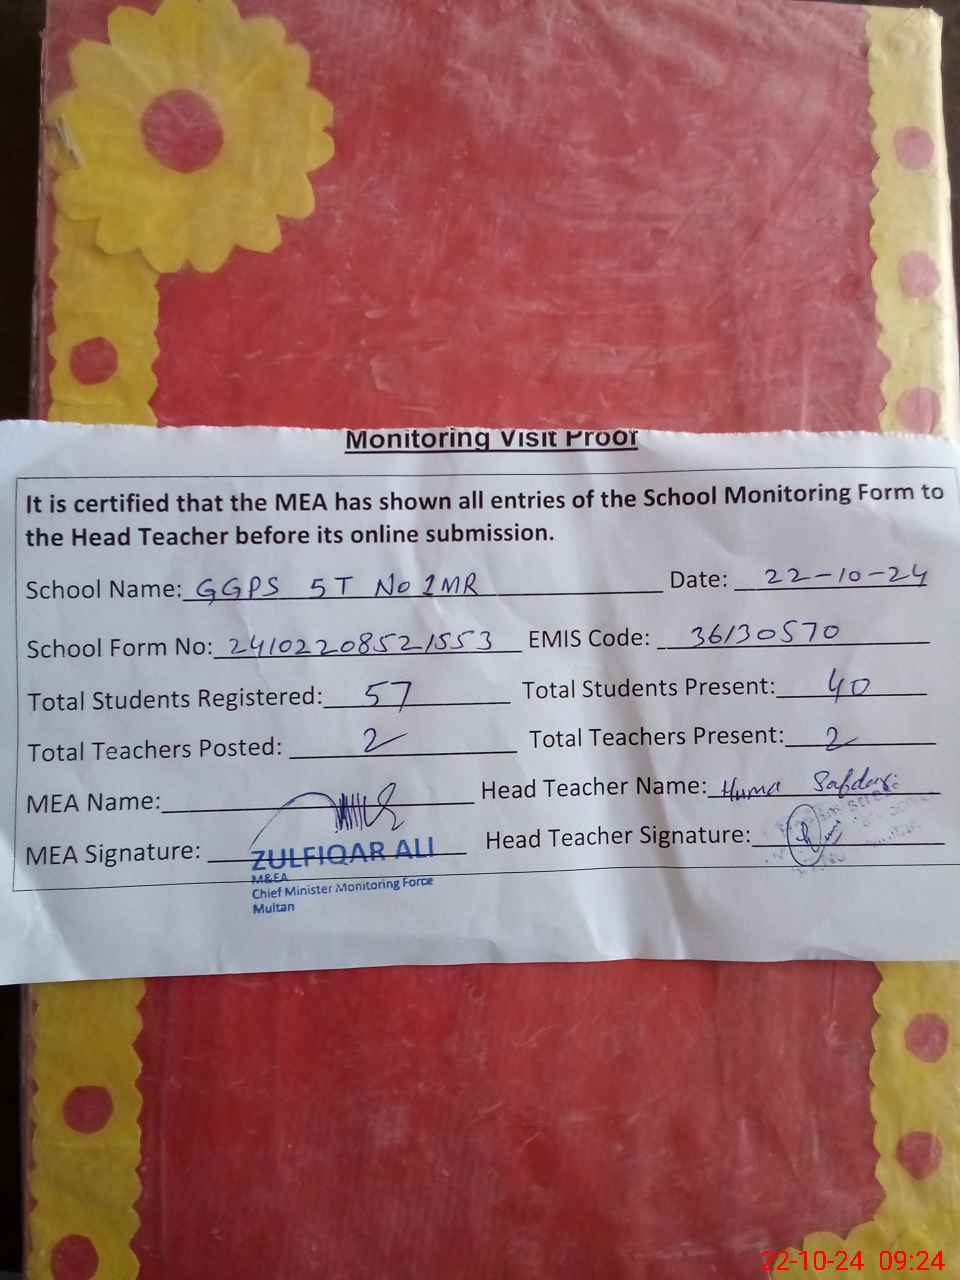 Monitoring Visit Proof
It is certified that the MEA has shown all entries of the School Monitoring Form to
the Head Teacher before its online submission.
School Name: GGPS 5T No 1MR Date: 22-10-24
School Form No: 24102208521553 EMIS Code: 36130570
Total Students Registered: 57 Total Students Present: 40
Total Teachers Posted: 2 Total Teachers Present: 2
MEA Name: Head Teacher Name: Huma Safdar
MEA Signature: Head Teacher Signature:
ZULFIQAR ALI
M&EA
Chief Minister Monitoring Force
Multan
22-10-24 09:24